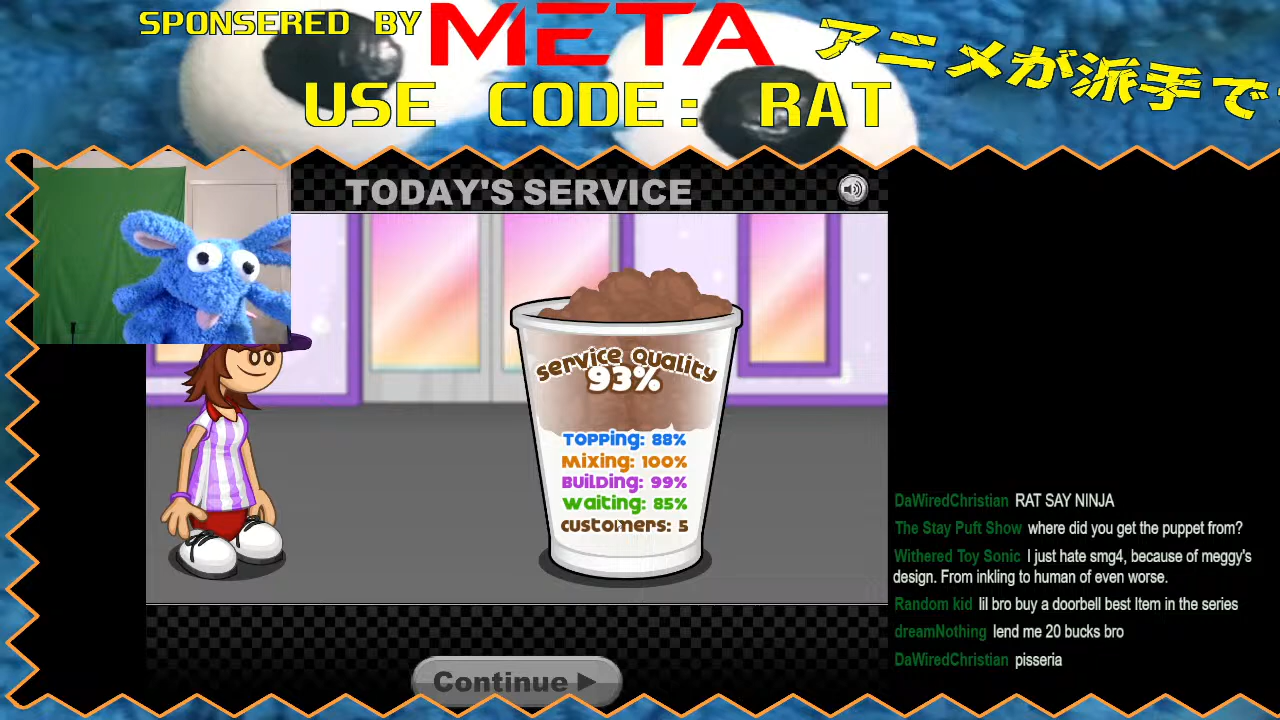 SPONSERED BY META
USE CODE: RAT
アニメが派手で
TODAY'S SERVICE
Service Quality
93%
Topping: 88%
Mixing: 100%
Building: 99%
Waiting: 85%
Customers: 5
Continue
DaWiredChristian RAT SAY NINJA
The Stay Puft Show where did you get the puppet from?
Withered Toy Sonic I just hate smg4, because of meggy's
design. From inkling to human of even worse.
Random kid lil bro buy a doorbell best Item in the series
dreamNothing lend me 20 bucks bro
DaWiredChristian pisseria